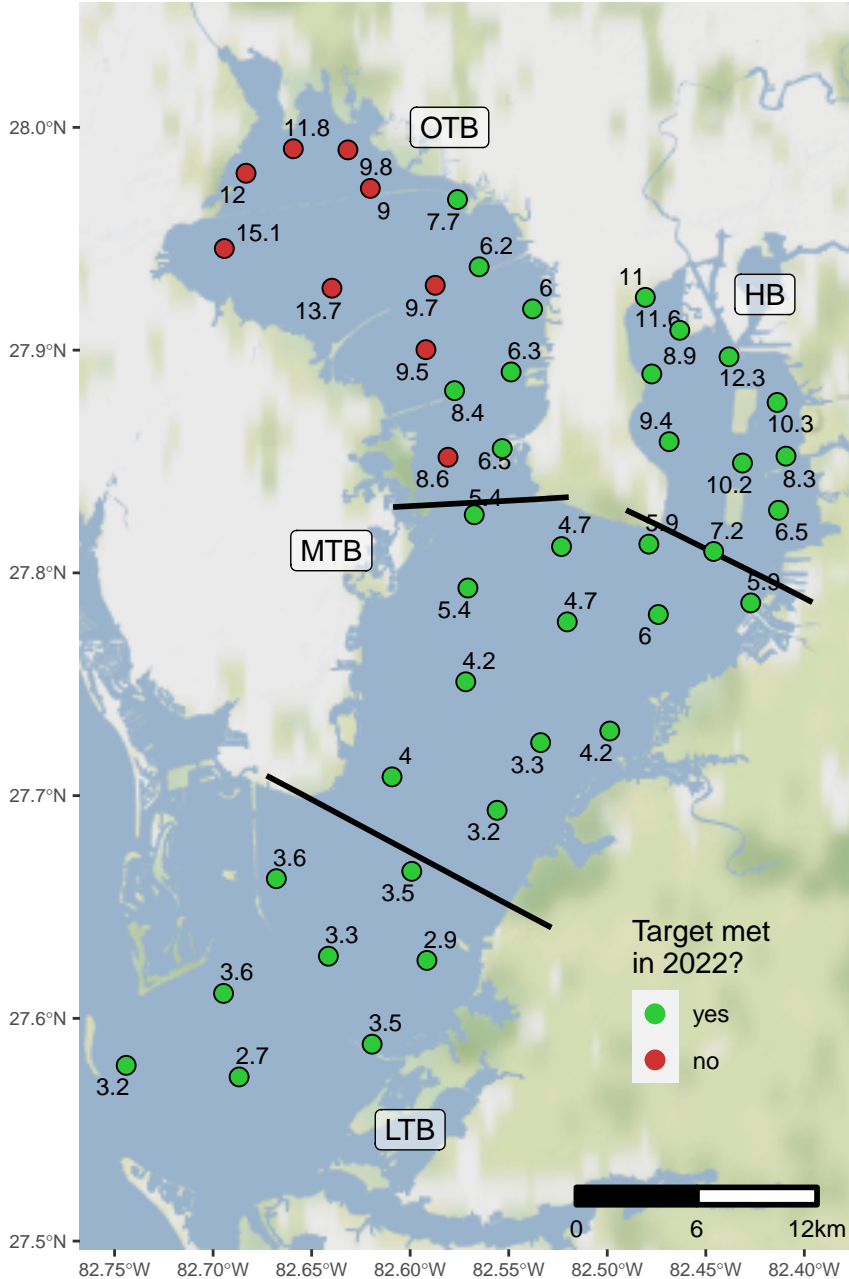 28.0°N
27.9°N
27.8°N
27.7°N
27.6°N
27.5°N
OTB
11.8
9.8
12
9
7.7
15.1
6.2
13.7
9.7
6
9.5
6.3
8.4
8.6
6.5
HB
11
11.6
8.9
12.3
9.4
10.3
10.2
8.3
6.5
7.2
5.9
5.9
MTB
5.4
4.7
5.4
4.7
6
4.2
3.3
4.2
4
3.2
3.6
3.5
3.3
2.9
3.6
3.5
3.2
2.7
LTB
Target met
in 2022?
yes
no
0 6 12km
82.75°W 82.70°W 82.65°W 82.60°W 82.55°W 82.50°W 82.45°W 82.40°W